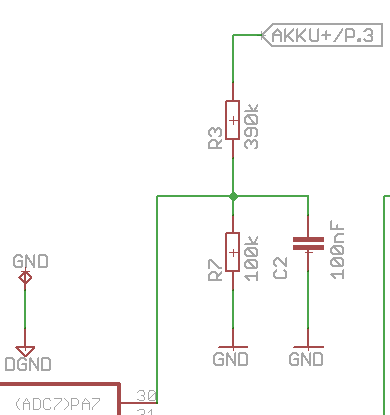 AKKU+/P.3
R3
390k
R7
100k
C2
100nF
GND
DGND
GND
GND
(ADC7)PA7
30
31